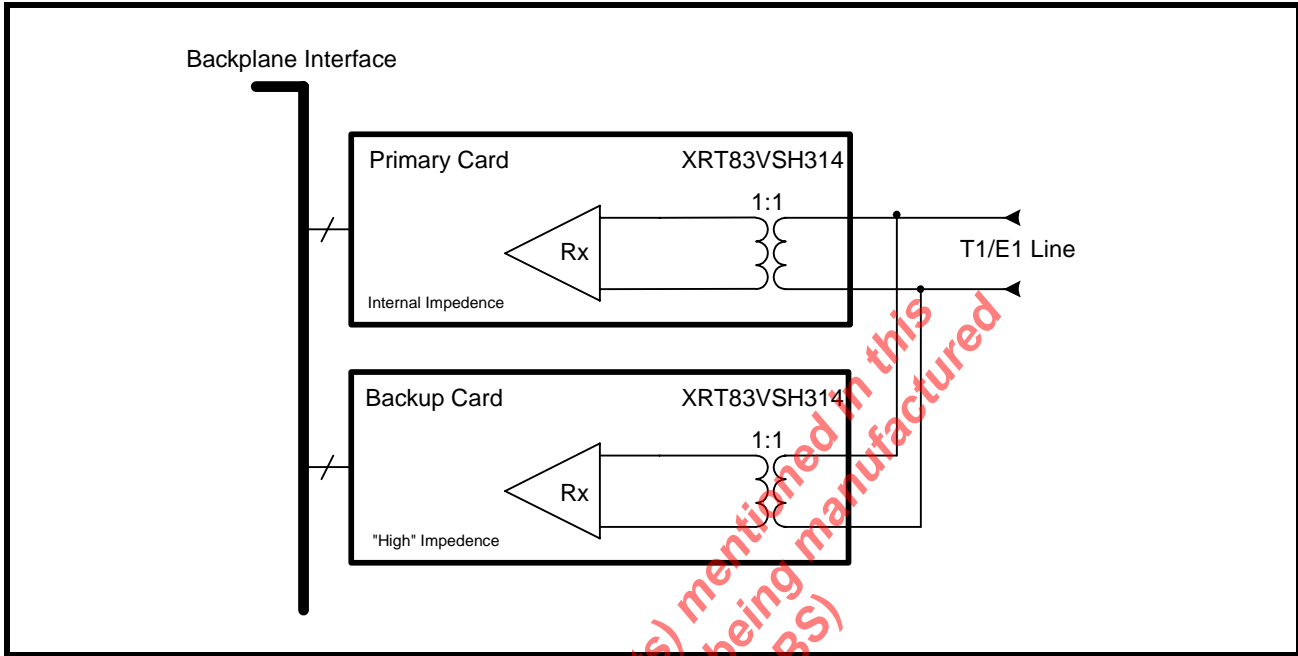 Backplane Interface
Primary Card XRT83VSH314
1:1
Rx
T1/E1 Line
Internal Impedence
Backup Card XRT83VSH314
1:1
Rx
"High" Impedence
s) mentioned in this
being manufactured
BS)